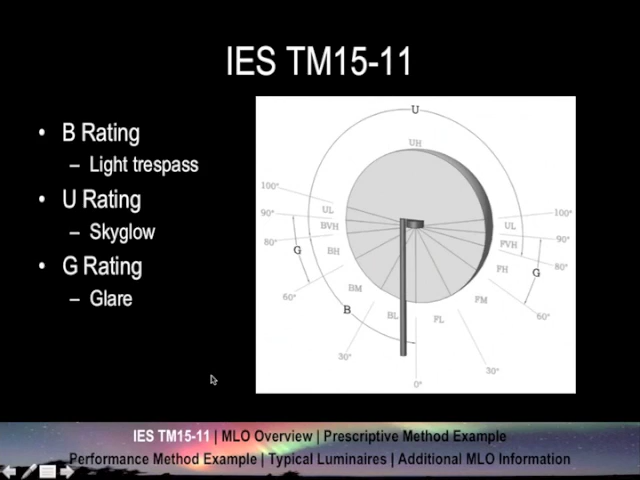 IES TM15-11
• B Rating
– Light trespass
• U Rating
– Skyglow
• G Rating
– Glare
U
UH
100°
100°
UL
UL
90°
90°
BVH
FVH
80°
80°
G
G
BH
FH
60°
60°
BM
FM
B
BL
FL
30°
30°
0°
IES TM15-11 | MLO Overview | Prescriptive Method Example
Performance Method Example | Typical Luminaires | Additional MLO Information